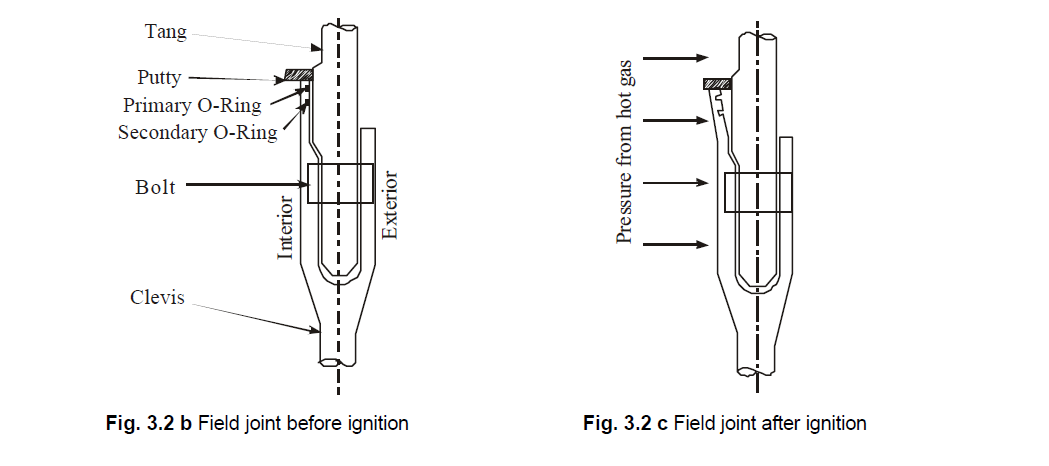 Tang
Putty
Primary O-Ring
Secondary O-Ring
Bolt
Interior
Exterior
Clevis
Fig. 3.2 b Field joint before ignition
Pressure from hot gas
Fig. 3.2 c Field joint after ignition